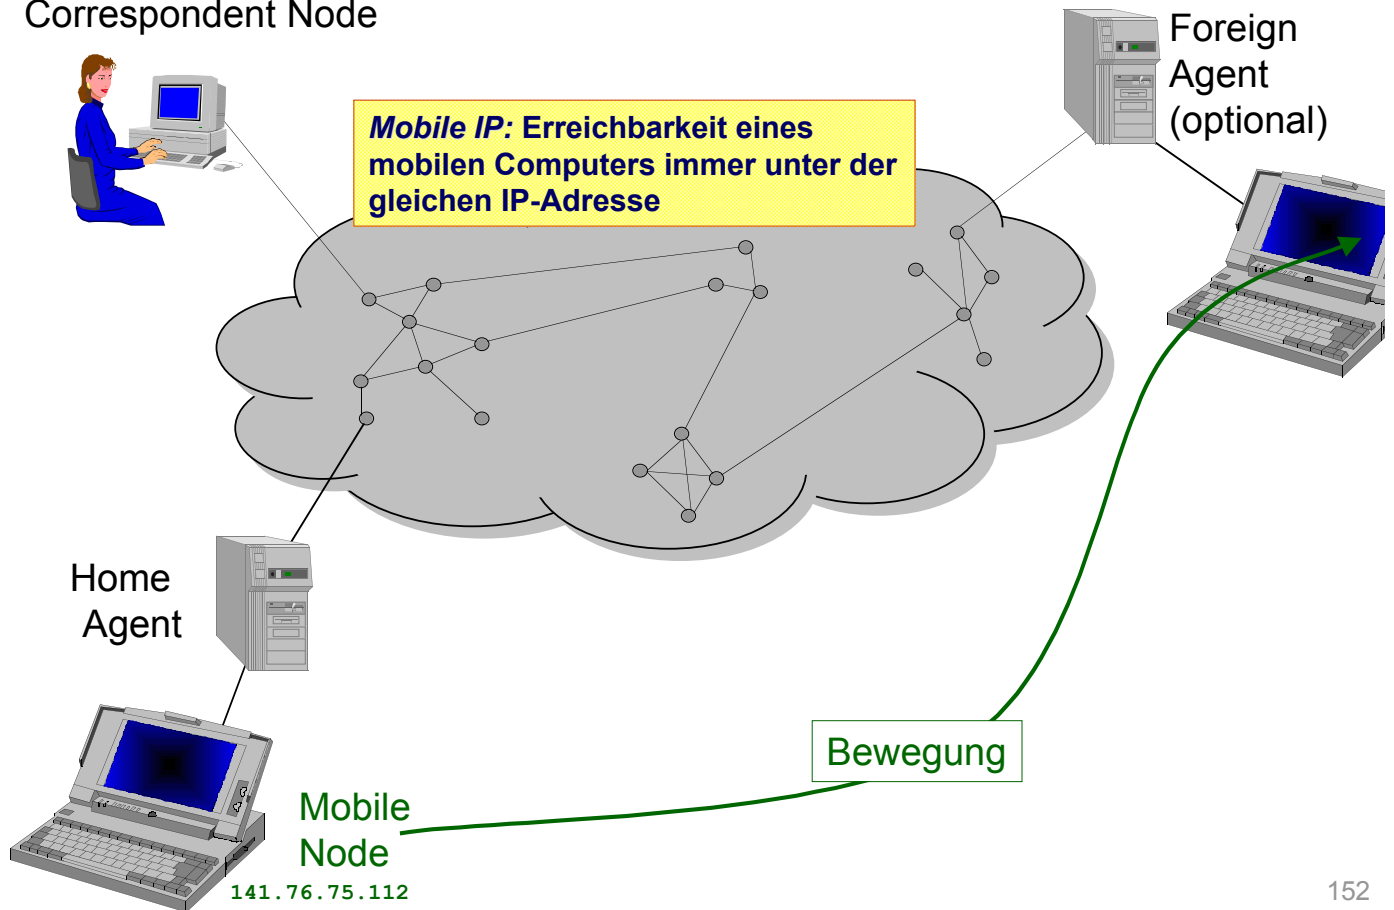 Correspondent Node
Foreign
Agent
(optional)
Mobile IP: Erreichbarkeit eines
mobilen Computers immer unter der
gleichen IP-Adresse
Home
Agent
Bewegung
Mobile
Node
141.76.75.112
152